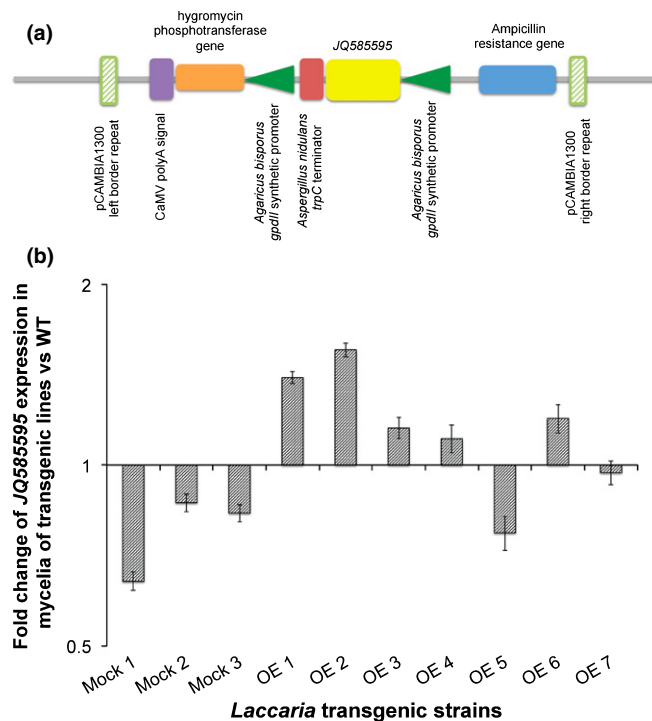 (a)
hygromycin
phosphotransferase
gene
JQ585595
Ampicillin
resistance gene
pCAMBIA1300
left border repeat
CaMV polyA signal
Agaricus bisporus
gpdII synthetic promoter
Aspergillus nidulans
trpC terminator
Agaricus bisporus
gpdII synthetic promoter
pCAMBIA1300
right border repeat
(b)
Fold change of JQ585595 expression in
mycelia of transgenic lines vs WT
2
1
0.5
Mock 1
Mock 2
Mock 3
OE 1
OE 2
OE 3
OE 4
OE 5
OE 6
OE 7
Laccaria transgenic strains